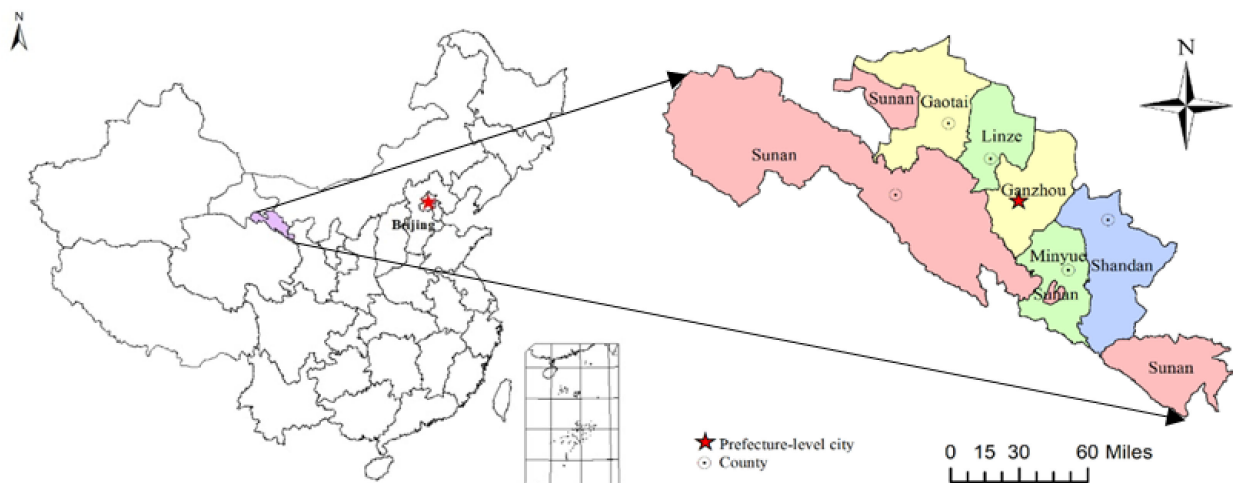 N
Beijing
N
Sunan
Gaotai
Linze
Sunan
Ganzhou
Minyue
Shandan
Sunan
Sunan
Prefecture-level city
County
0 15 30 60 Miles